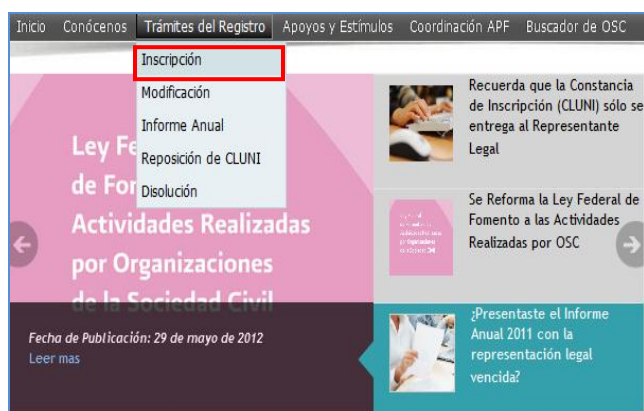 Inicio Conócenos Trámites del Registro Apoyos y Estímulos Coordinación APF Buscador de OSC
Inscripción
Modificación
Informe Anual
Reposición de CLUNI
Disolución
Ley Fe
de For
Actividades Realizadas
por Organizaciones
de la Sociedad Civil
Fecha de Publicación: 29 de mayo de 2012
Leer mas
Recuerda que la Constancia
de Inscripción (CLUNI) sólo se
entrega al Representante
Legal
Se Reforma la Ley Federal de
Fomento a las Actividades
Realizadas por OSC
¿Presentaste el Informe
Anual 2011 con la
representación legal
vencida?